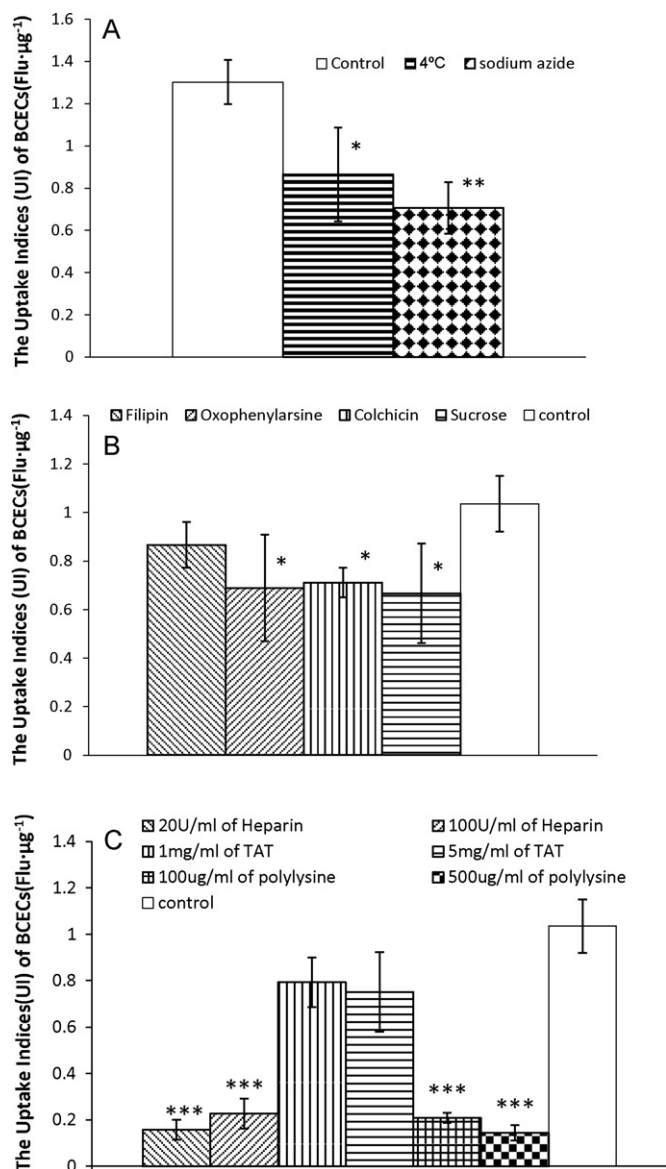 A
The Uptake Indices (UI) of BCECs(Flu·μg⁻¹)
1.6
1.4
1.2
1
0.8
0.6
0.4
0.2
0
Control 4ºC sodium azide
*
**
B
The Uptake Indices (UI) of BCECs(Flu·μg⁻¹)
1.4
1.2
1
0.8
0.6
0.4
0.2
0
Filipin Oxophenylarsine Colchicin Sucrose control
*
*
*
C
The Uptake Indices(UI) of BCECs(Flu·μg⁻¹)
1.4
1.2
1
0.8
0.6
0.4
0.2
0
20U/ml of Heparin 100U/ml of Heparin
1mg/ml of TAT 5mg/ml of TAT
100ug/ml of polylysine 500ug/ml of polylysine
control
***
***
***
***